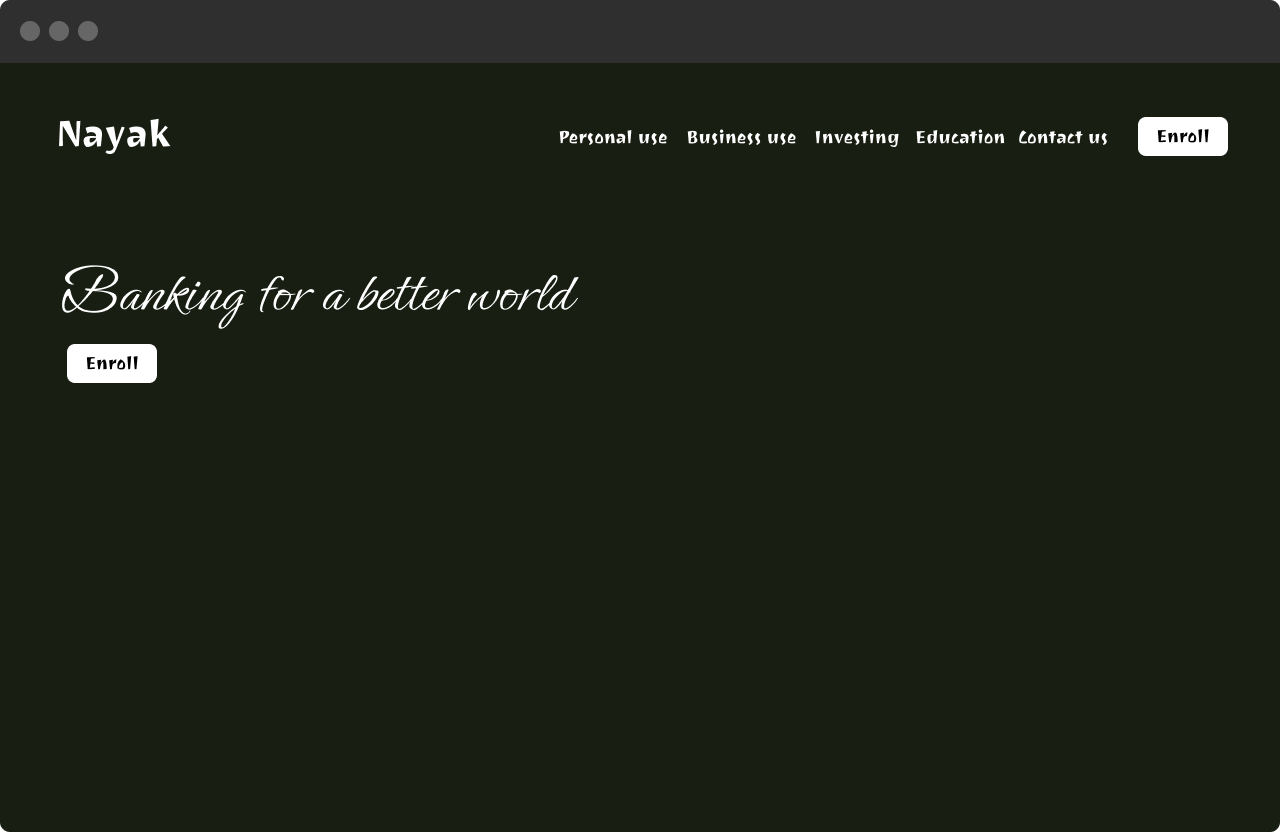 Nayak
Personal use Business use Investing Education Contact us Enroll
Banking for a better world
Enroll